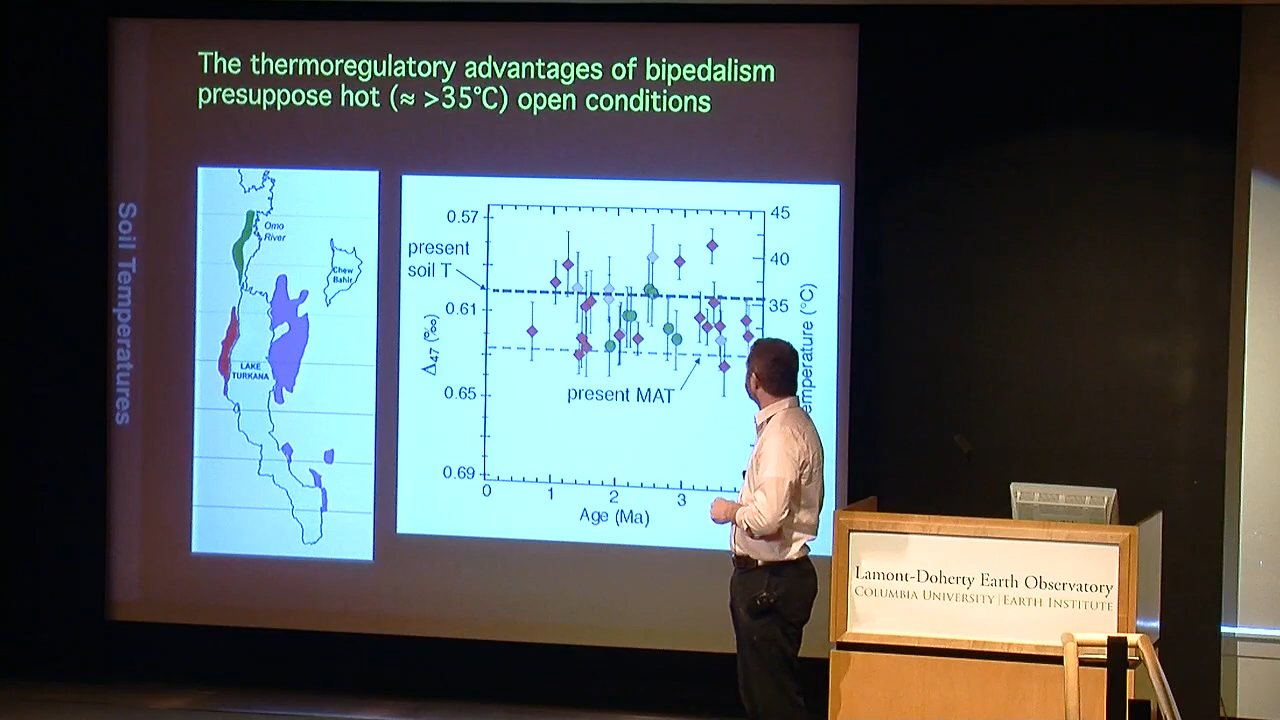 The thermoregulatory advantages of bipedalism
presuppose hot (≈ >35°C) open conditions
Soil Temperatures
Omo
River
Chew
Bahir
LAKE
TURKANA
present
soil T
0.57
0.61
0.65
0.69
Δ47 (‰)
0
1
2
3
Age (Ma)
present MAT
45
40
35
(°C)
Lamont-Doherty Earth Observatory
COLUMBIA UNIVERSITY | EARTH INSTITUTE